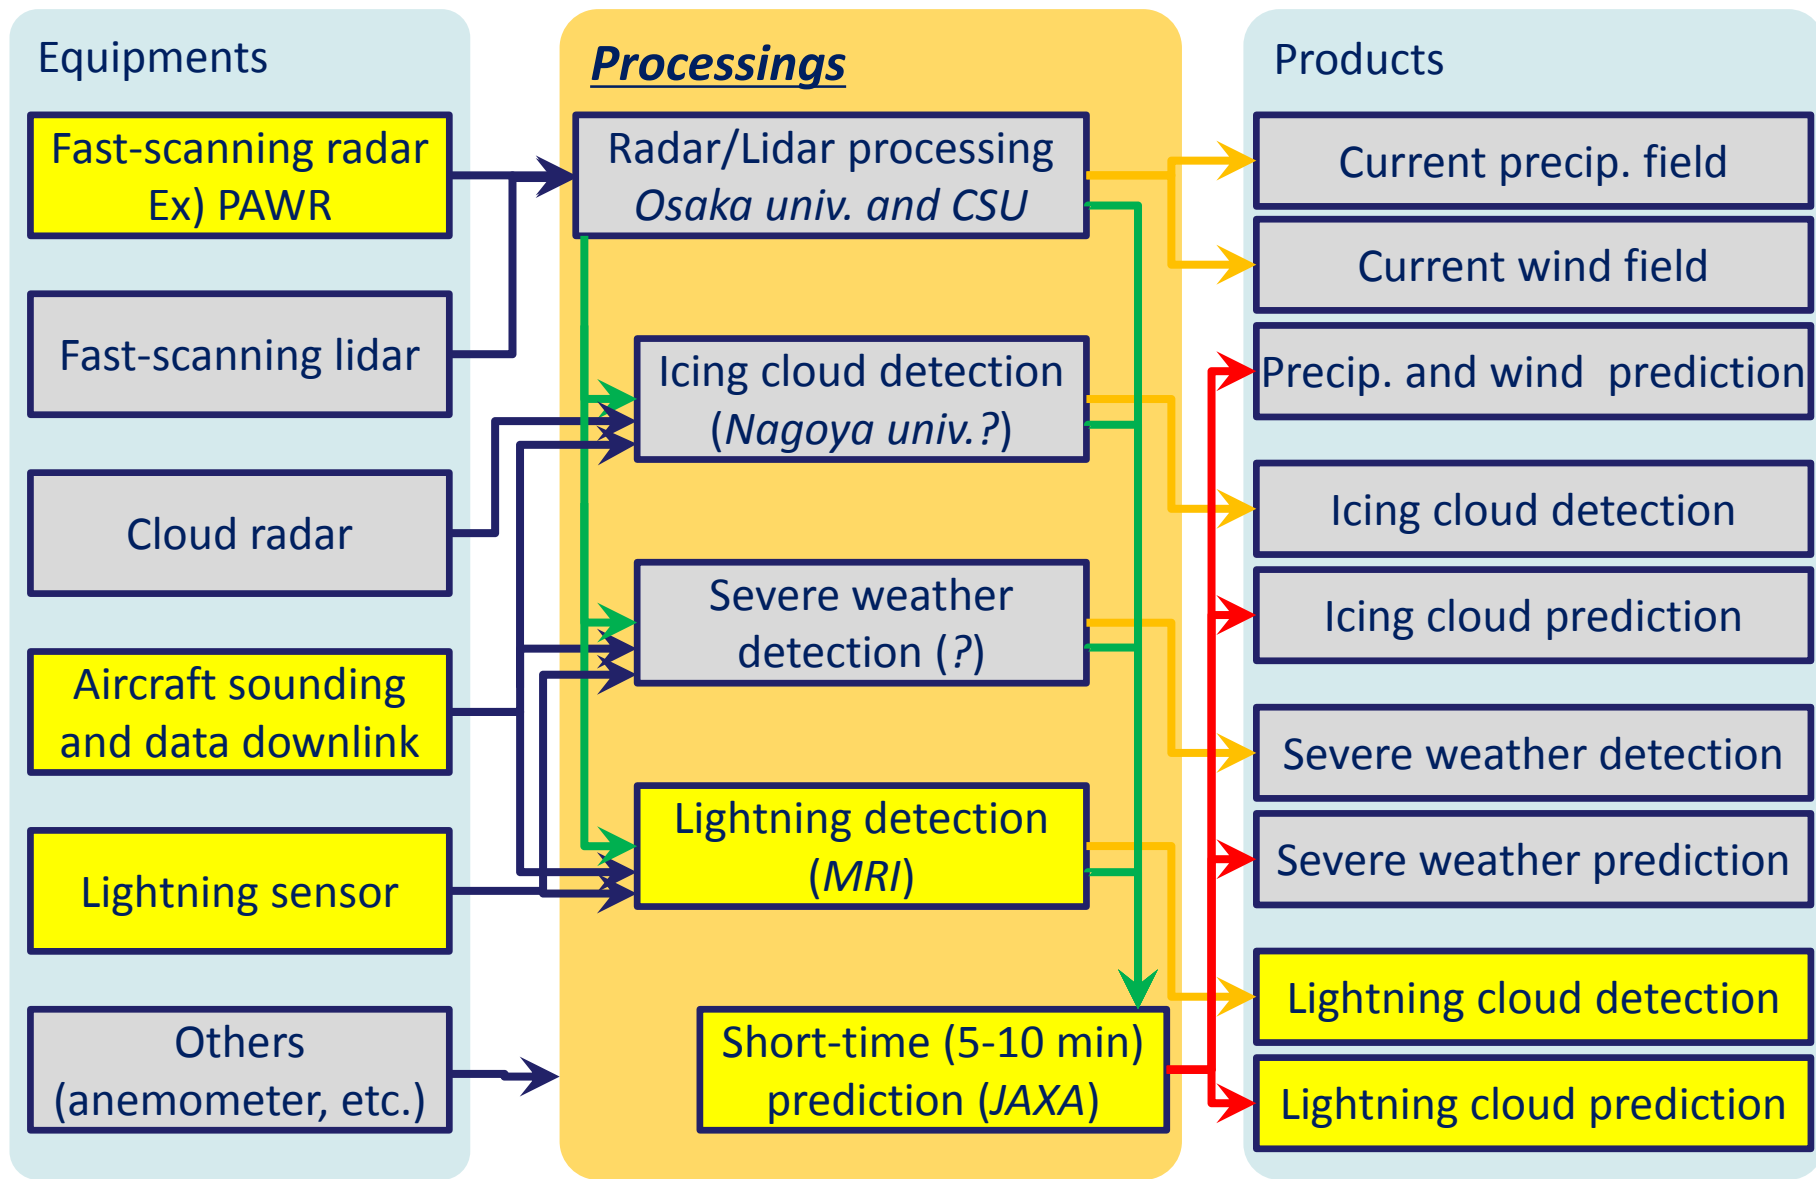 Equipments
Fast-scanning radar
Ex) PAWR
Fast-scanning lidar
Cloud radar
Aircraft sounding
and data downlink
Lightning sensor
Others
(anemometer, etc.)
Processings
Radar/Lidar processing
Osaka univ. and CSU
Icing cloud detection
(Nagoya univ.?)
Severe weather
detection (?)
Lightning detection
(MRI)
Short-time (5-10 min)
prediction (JAXA)
Products
Current precip. field
Current wind field
Precip. and wind prediction
Icing cloud detection
Icing cloud prediction
Severe weather detection
Severe weather prediction
Lightning cloud detection
Lightning cloud prediction